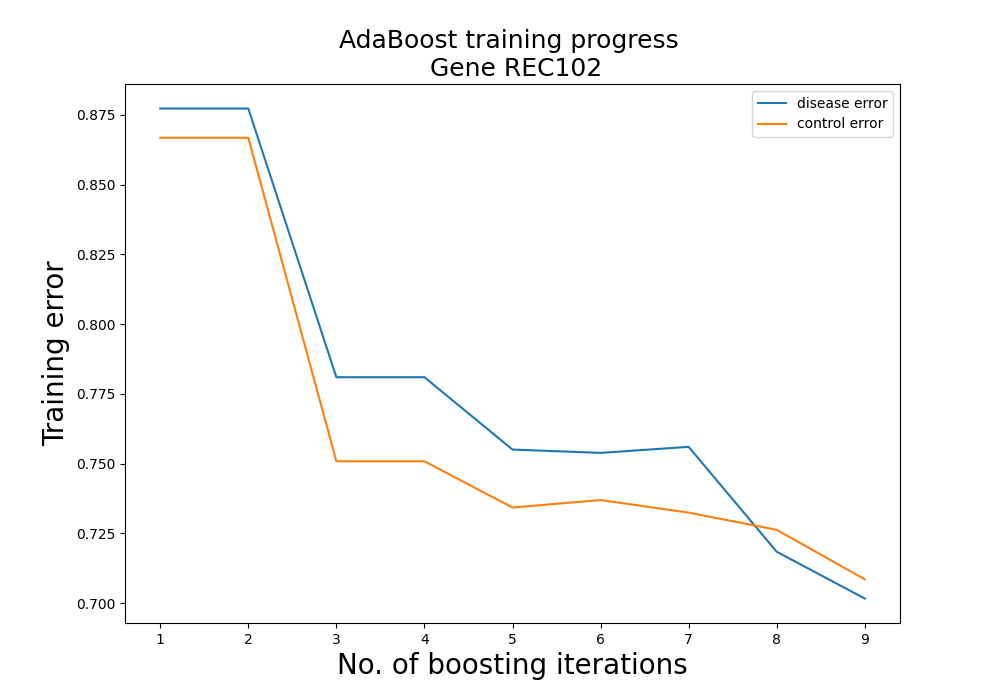 AdaBoost training progress
Gene REC102
disease error
control error
Training error
0.875
0.850
0.825
0.800
0.775
0.750
0.725
0.700
1 2 3 4 5 6 7 8 9
No. of boosting iterations